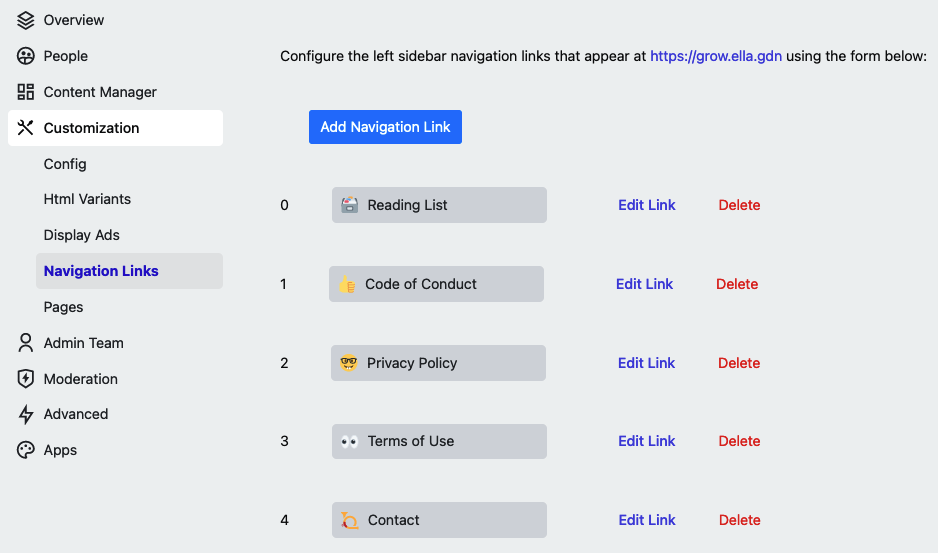 Overview
People
Content Manager
Customization
Config
Html Variants
Display Ads
Navigation Links
Pages
Admin Team
Moderation
Advanced
Apps
Configure the left sidebar navigation links that appear at https://grow.ella.gdn using the form below:
Add Navigation Link
0 Reading List Edit Link Delete
1 Code of Conduct Edit Link Delete
2 Privacy Policy Edit Link Delete
3 Terms of Use Edit Link Delete
4 Contact Edit Link Delete